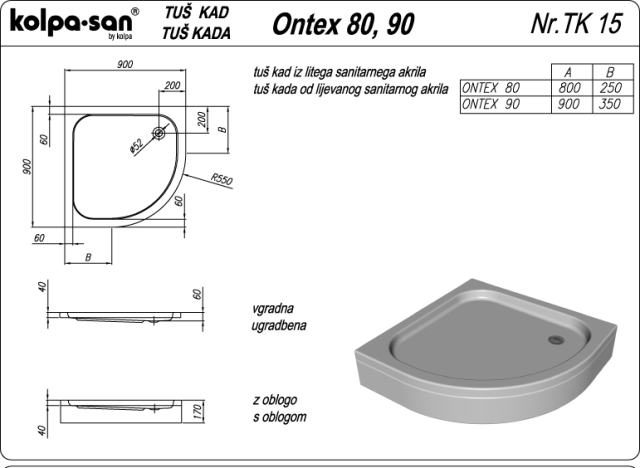 kolpa·san®
by kolpa
TUŠ KAD
TUŠ KADA
Ontex 80, 90
Nr.TK 15
tuš kad iz litega sanitarnega akrila
tuš kada od lijevanog sanitarnog akrila
A B
ONTEX 80 800 250
ONTEX 90 900 350
900
200
200
B
60
900
ø52
R550
60
60
B
40
60
vgradna
ugradbena
z oblogo
s oblogom
170
40